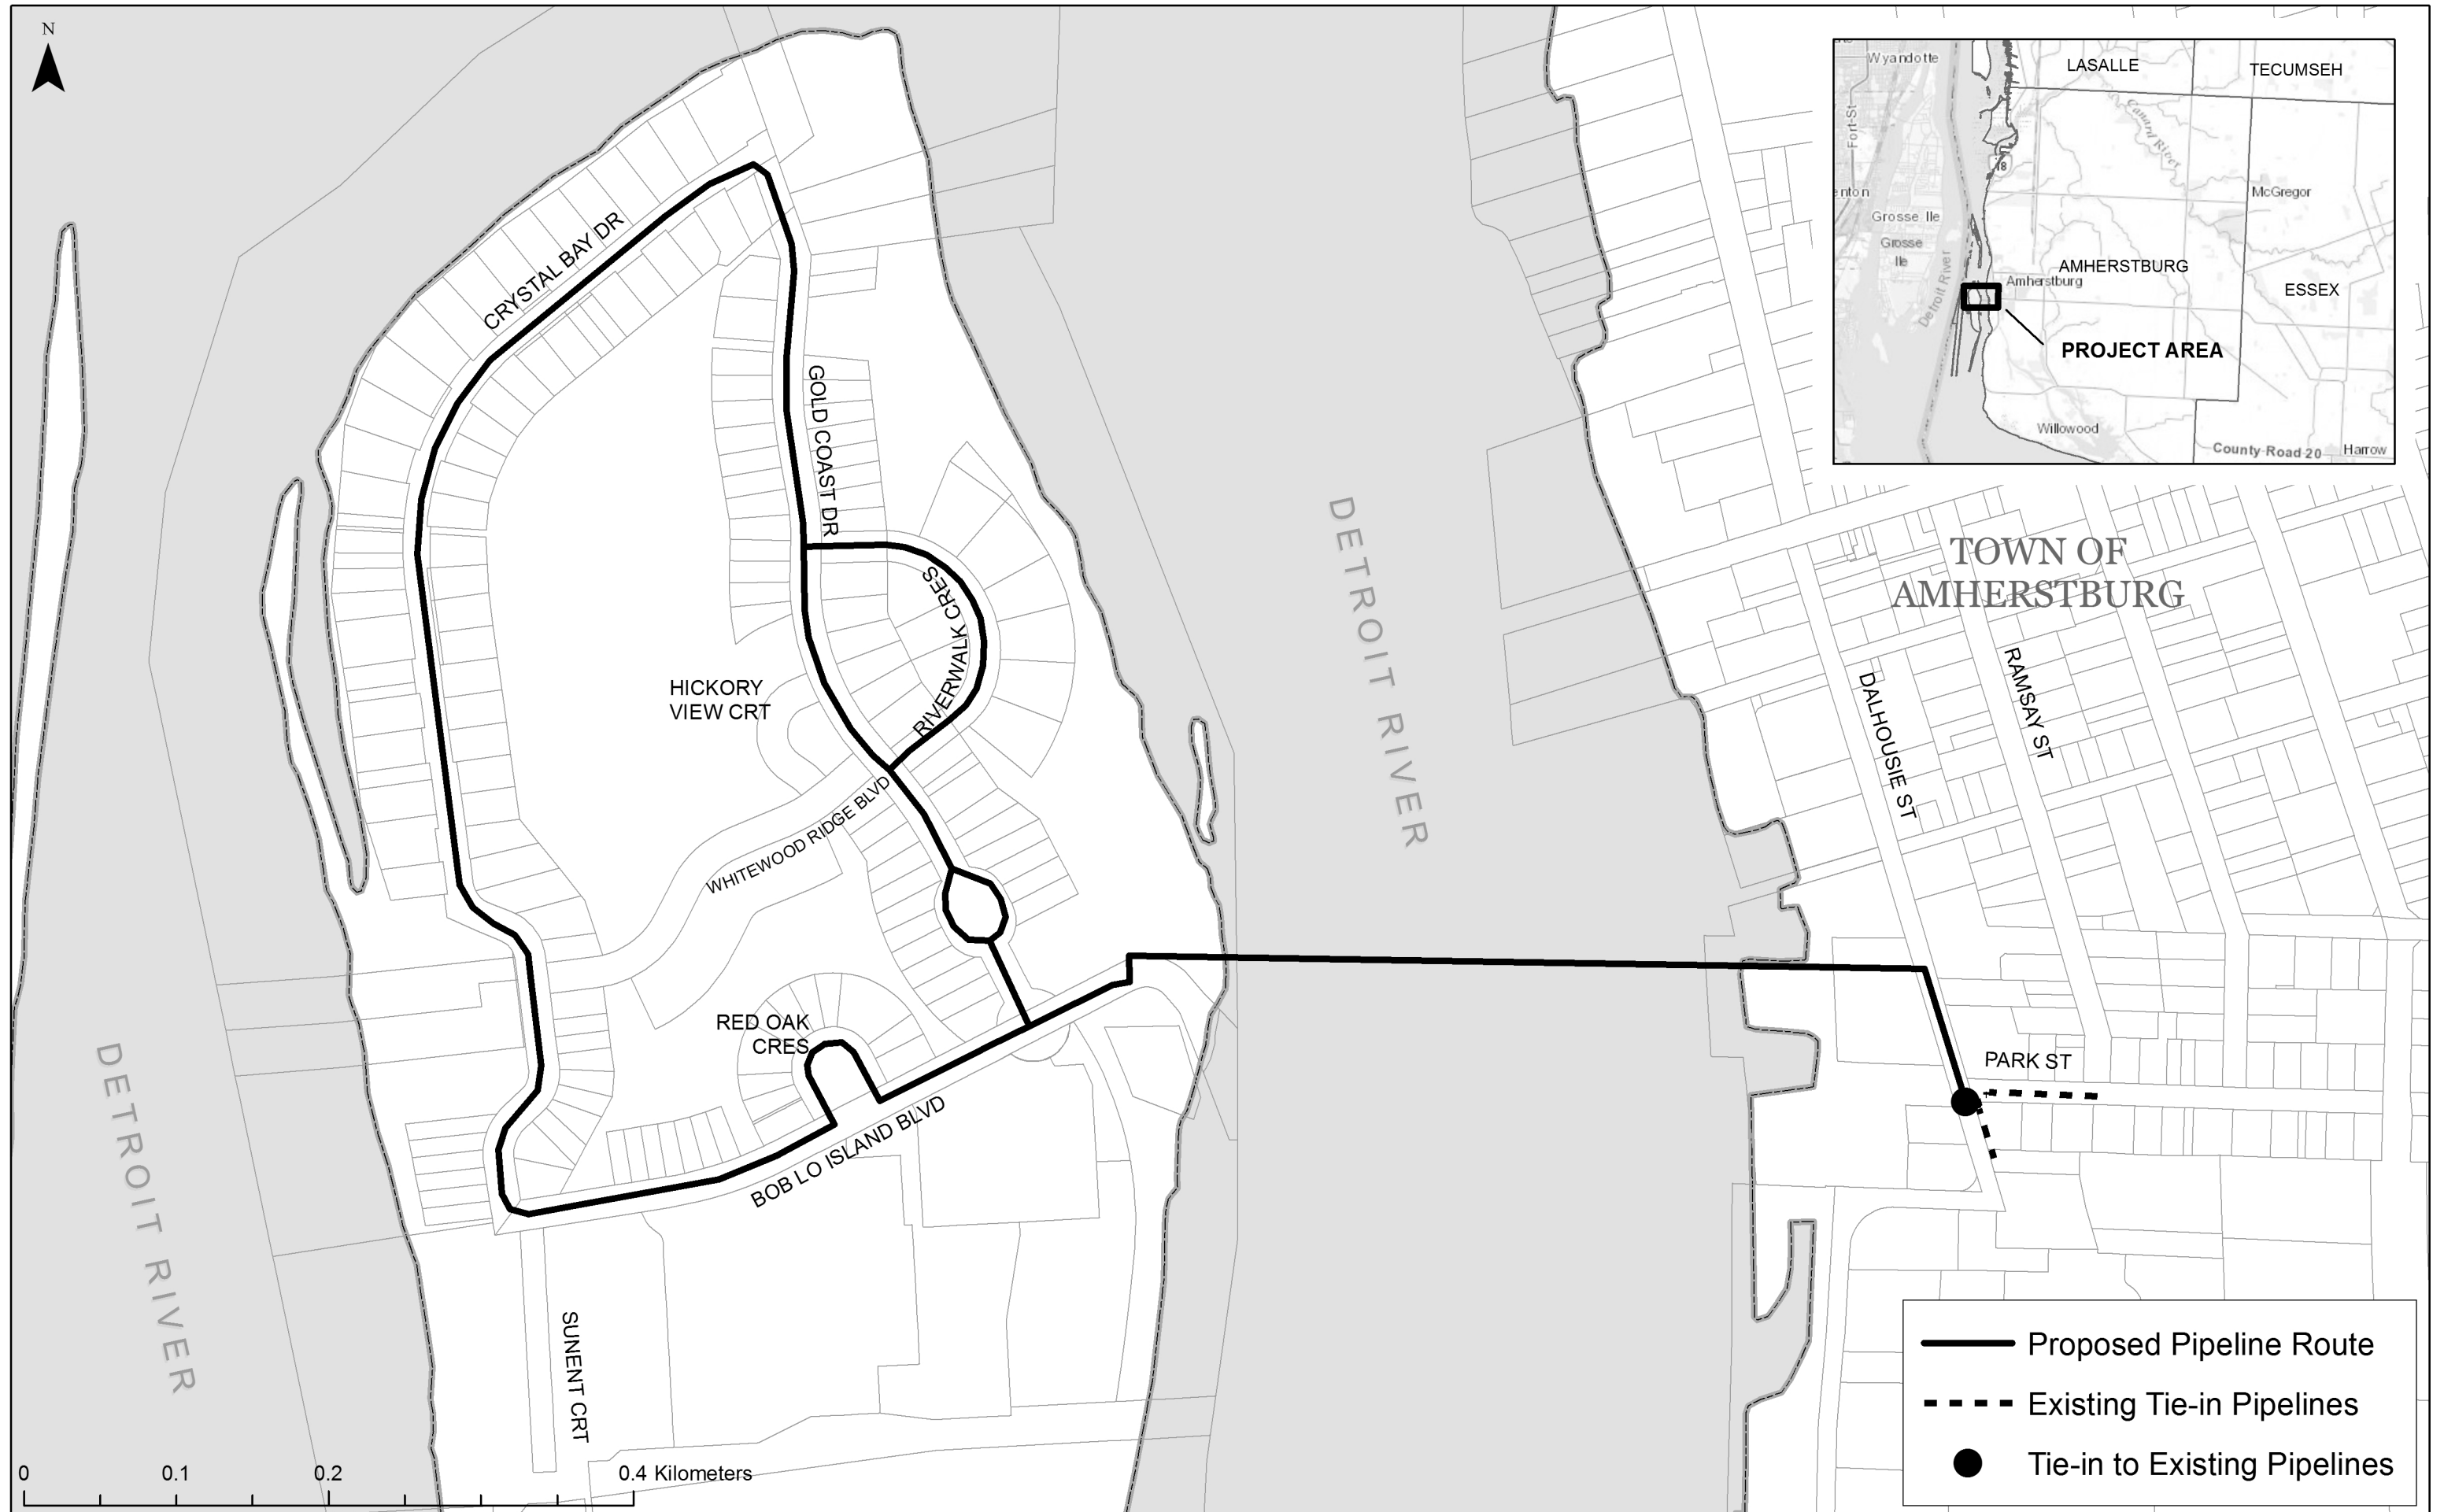 N
Wyandotte
LASALLE
TECUMSEH
Fort-St
Canard River
18
enton
McGregor
Grosse Ile
Grosse
Ile
AMHERSTBURG
Amherstburg
ESSEX
Detroit River
PROJECT AREA
Willowood
County Road 20
Harrow
CRYSTAL BAY DR
GOLD COAST DR
RIVERWALK CRES
HICKORY
VIEW CRT
WHITEWOOD RIDGE BLVD
RED OAK
CRES
BOB LO ISLAND BLVD
SUNENT CRT
DETROIT RIVER
DETROIT RIVER
TOWN OF
AMHERSTBURG
DALHOUSIE ST
RAMSAY ST
PARK ST
Proposed Pipeline Route
Existing Tie-in Pipelines
Tie-in to Existing Pipelines
0 0.1 0.2 0.4 Kilometers